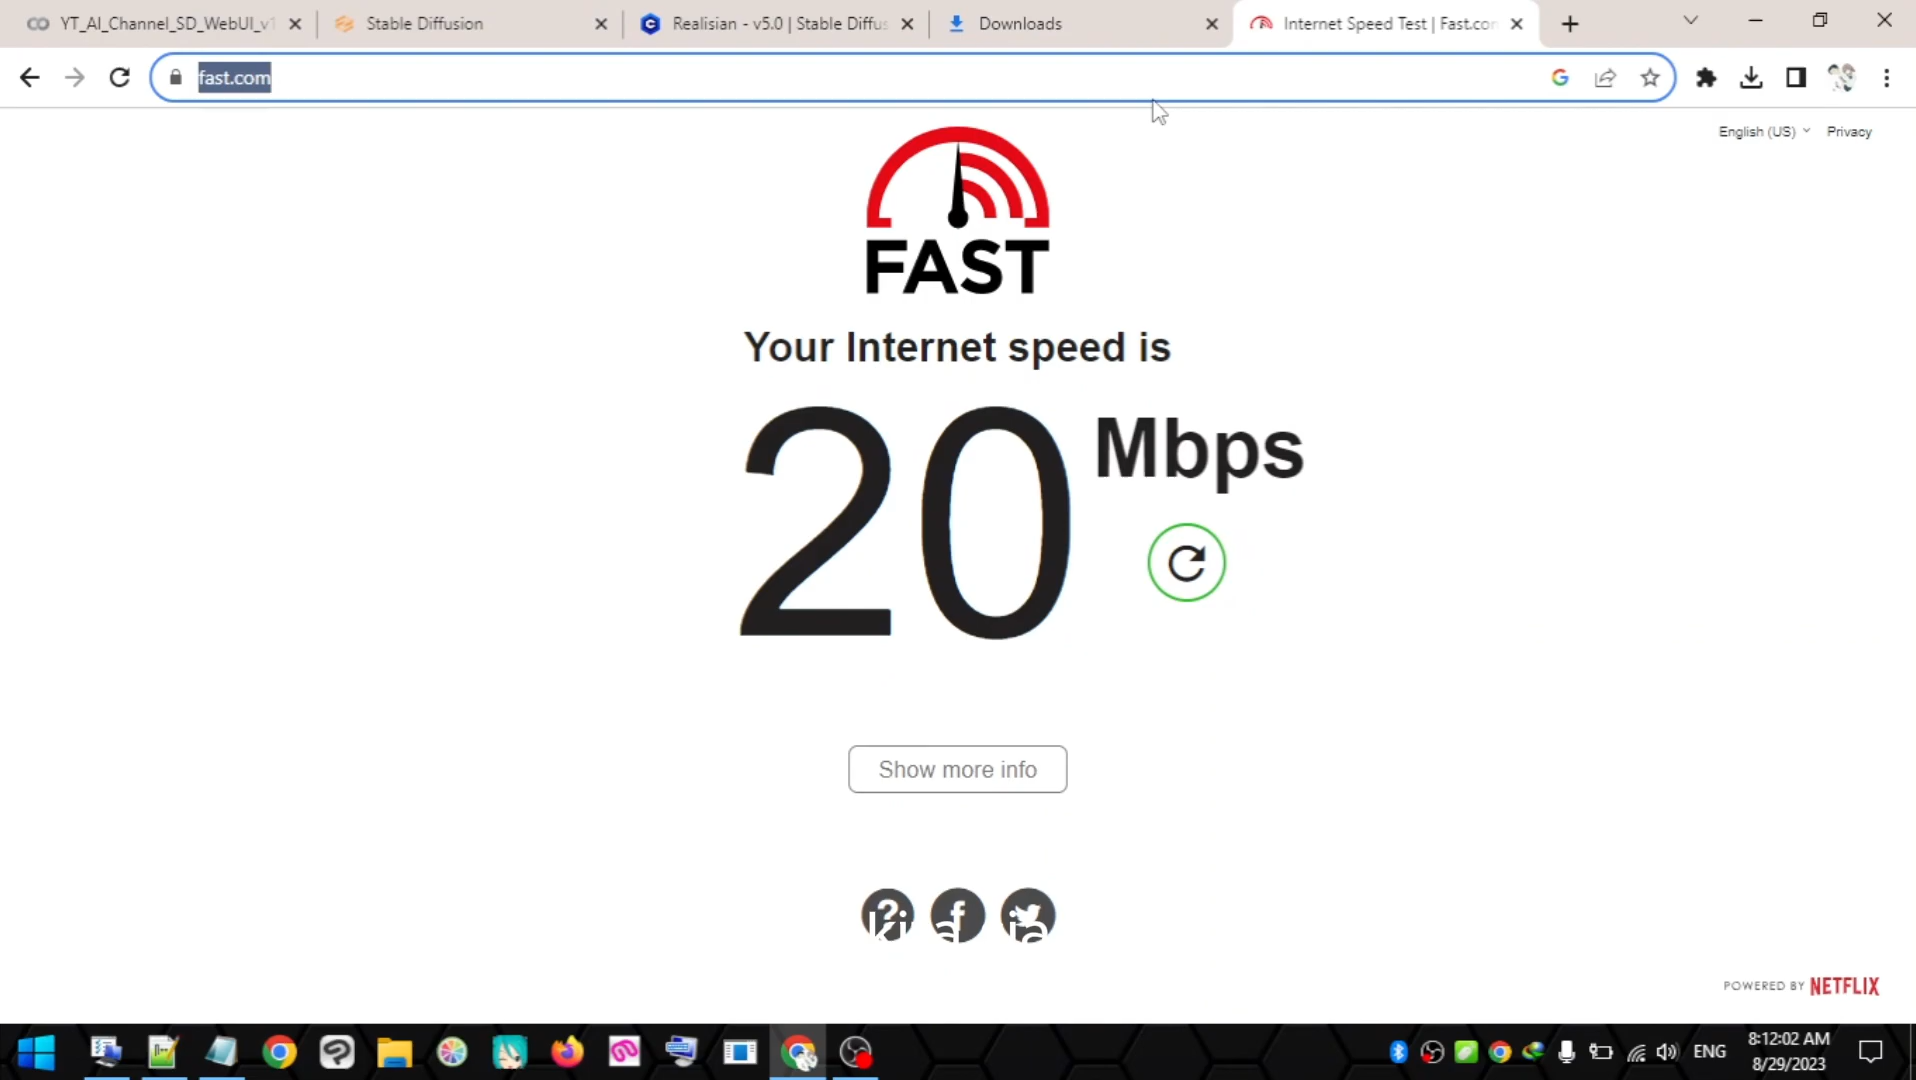 YT_AI_Channel_SD_WebUI_v1
Stable Diffusion
Realisian - v5.0 | Stable Diffus
Downloads
Internet Speed Test | Fast.com
fast.com
English (US)
Privacy
FAST
Your Internet speed is
20 Mbps
Show more info
POWERED BY NETFLIX
ENG
8:12:02 AM
8/29/2023